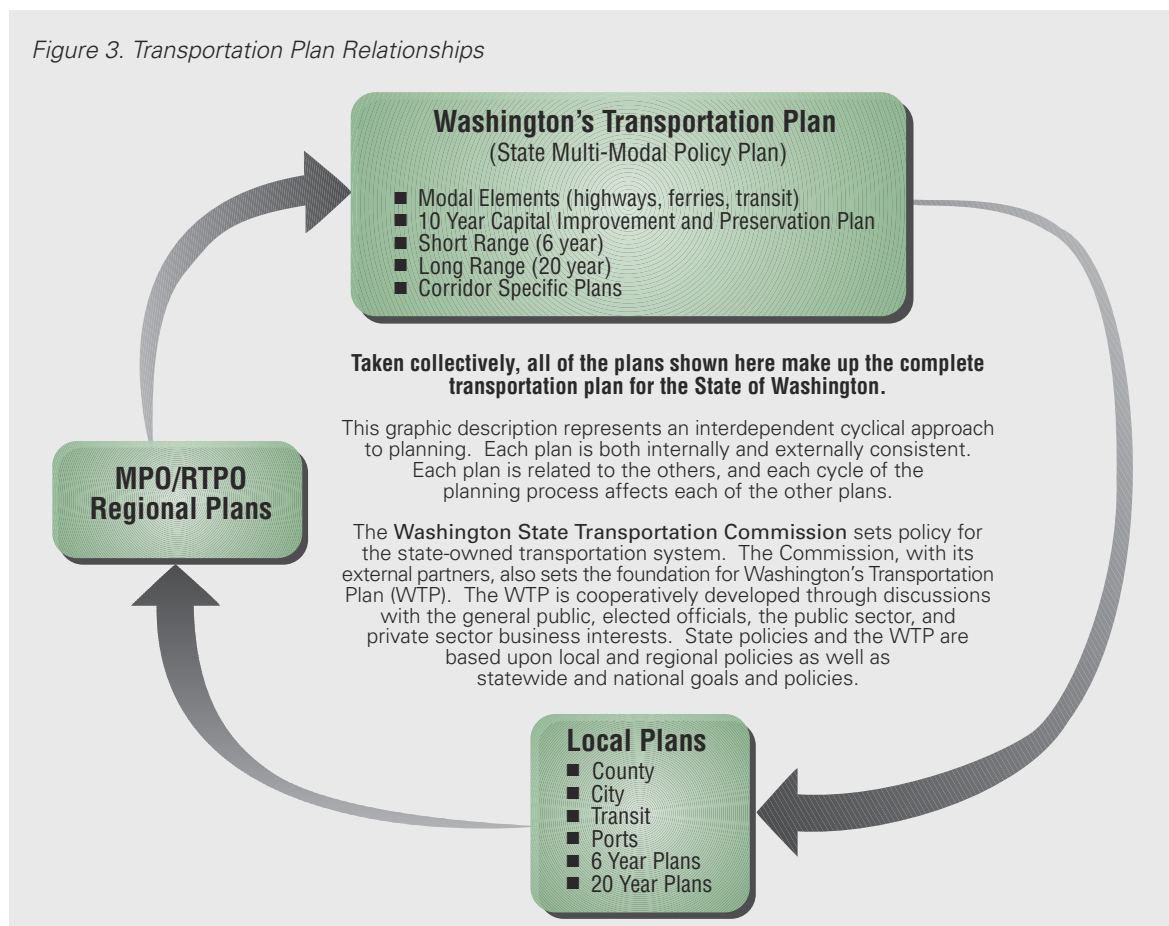 Figure 3. Transportation Plan Relationships
Washington's Transportation Plan
(State Multi-Modal Policy Plan)
■ Modal Elements (highways, ferries, transit)
■ 10 Year Capital Improvement and Preservation Plan
■ Short Range (6 year)
■ Long Range (20 year)
■ Corridor Specific Plans
Taken collectively, all of the plans shown here make up the complete
transportation plan for the State of Washington.
This graphic description represents an interdependent cyclical approach
to planning. Each plan is both internally and externally consistent.
Each plan is related to the others, and each cycle of the
planning process affects each of the other plans.
MPO/RTPO
Regional Plans
The Washington State Transportation Commission sets policy for
the state-owned transportation system. The Commission, with its
external partners, also sets the foundation for Washington's Transportation
Plan (WTP). The WTP is cooperatively developed through discussions
with the general public, elected officials, the public sector, and
private sector business interests. State policies and the WTP are
based upon local and regional policies as well as
statewide and national goals and policies.
Local Plans
■ County
■ City
■ Transit
■ Ports
■ 6 Year Plans
■ 20 Year Plans